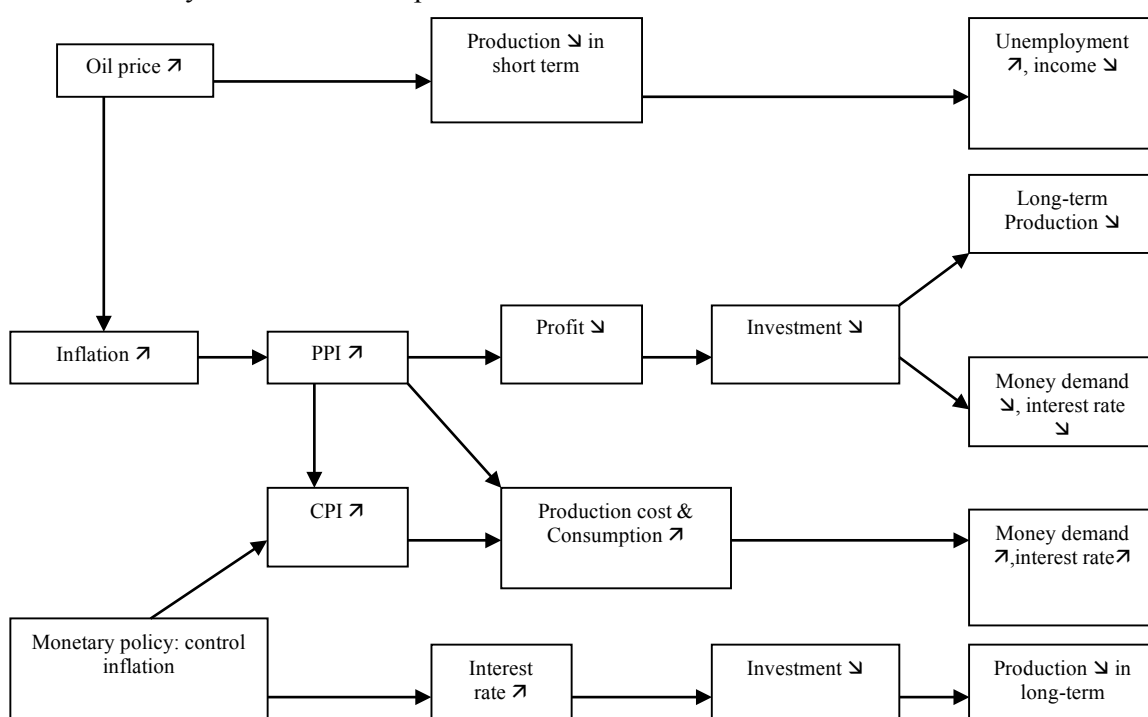 Oil price ↗
Production ↘ in
short term
Unemployment
↗, income ↘
Long-term
Production ↘
Inflation ↗
PPI ↗
Profit ↘
Investment ↘
Money demand
↘, interest rate
↘
CPI ↗
Production cost &
Consumption ↗
Money demand
↗,interest rate↗
Monetary policy: control
inflation
Interest
rate ↗
Investment ↘
Production ↘ in
long-term